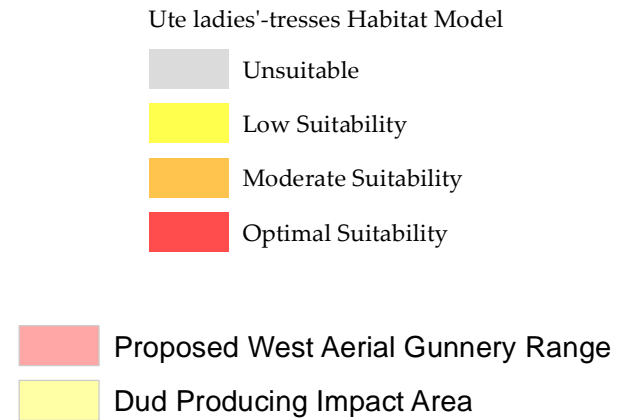 Ute ladies'-tresses Habitat Model
Unsuitable
Low Suitability
Moderate Suitability
Optimal Suitability
Proposed West Aerial Gunnery Range
Dud Producing Impact Area